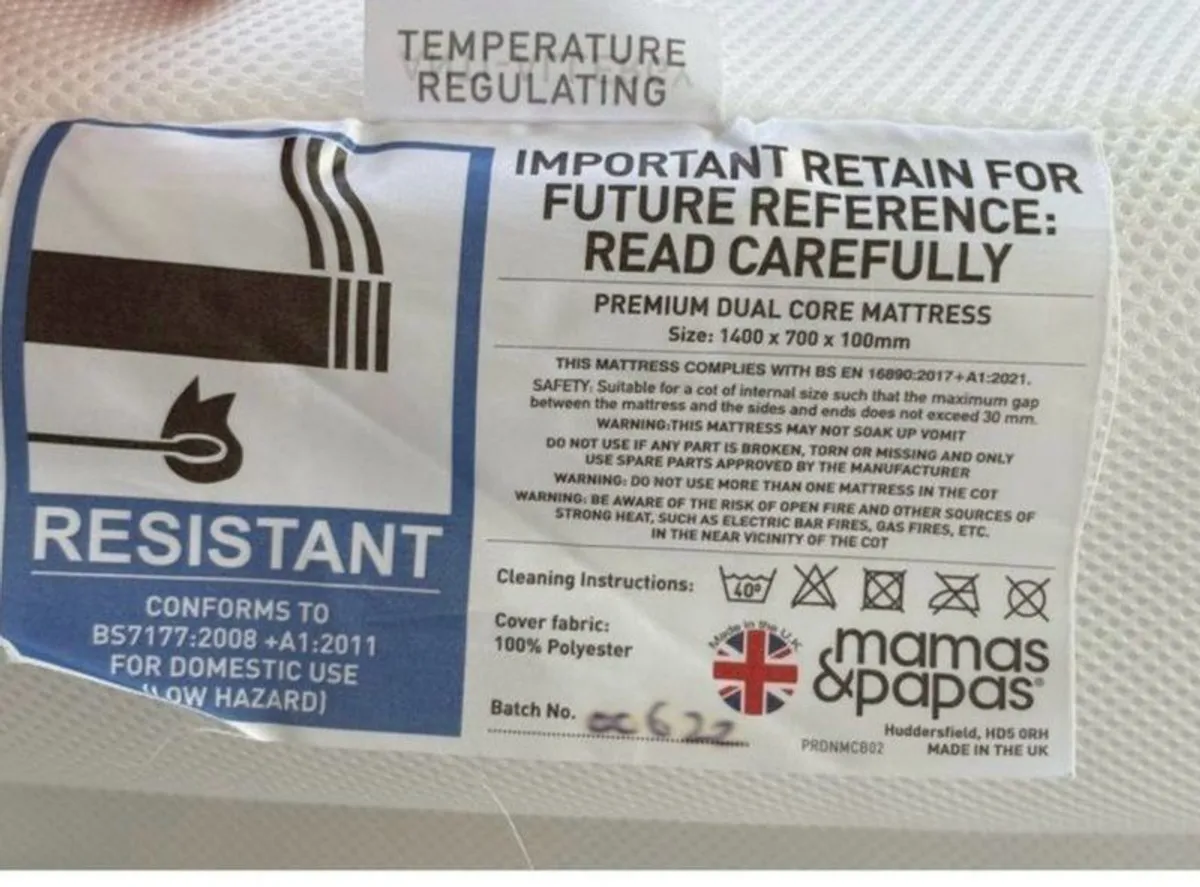 TEMPERATURE
REGULATING
RESISTANT
CONFORMS TO
BS7177:2008 +A1:2011
FOR DOMESTIC USE
(LOW HAZARD)
IMPORTANT RETAIN FOR
FUTURE REFERENCE:
READ CAREFULLY
PREMIUM DUAL CORE MATTRESS
Size: 1400 x 700 x 100mm
THIS MATTRESS COMPLIES WITH BS EN 16890:2017+A1:2021.
SAFETY: Suitable for a cot of internal size such that the maximum gap
between the mattress and the sides and ends does not exceed 30 mm.
WARNING:THIS MATTRESS MAY NOT SOAK UP VOMIT
DO NOT USE IF ANY PART IS BROKEN, TORN OR MISSING AND ONLY
USE SPARE PARTS APPROVED BY THE MANUFACTURER
WARNING: DO NOT USE MORE THAN ONE MATTRESS IN THE COT
WARNING: BE AWARE OF THE RISK OF OPEN FIRE AND OTHER SOURCES OF
STRONG HEAT, SUCH AS ELECTRIC BAR FIRES, GAS FIRES, ETC.
IN THE NEAR VICINITY OF THE COT
Cleaning Instructions: 40°
Cover fabric:
100% Polyester
Made in the U.K
mamas
&papas®
Batch No.
Huddersfield, HD5 0RH
PRDNMC802 MADE IN THE UK